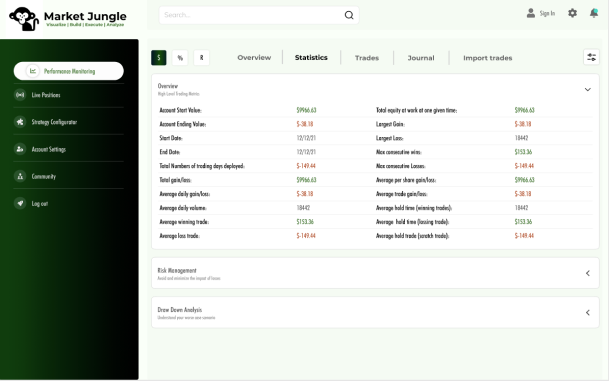 Market Jungle
Visualize | Build | Execute | Analyze
Search...
Sign In
$ % R Overview Statistics Trades Journal Import trades
Performance Monitoring
Live Positions
Strategy Configurator
Account Settings
Community
Log out
Overview
High Level Trading Metrics
Account Start Value: $9966.63 Total equity at work at one given time: $9966.63
Account Ending Value: $-38.18 Largest Gain: $-38.18
Start Date: 12/12/21 Largest Loss: 18442
End Date: 12/12/21 Max consecutive wins: $153.36
Total Numbers of trading days deployed: $-149.44 Max consecutive Losses: $-149.44
Total gain/loss: $9966.63 Average per share gain/loss: $9966.63
Average daily gain/loss: $-38.18 Average trade gain/loss: $-38.18
Average daily volume: 18442 Average hold time (winning trades): 18442
Average winning trade: $153.36 Average hold time (lossing trade): $153.36
Average loss trade: $-149.44 Average held trade (scratch trade): $-149.44
Risk Management
Avoid and minimize the impact of losses
Draw Down Analysis
Understand your worse case scenario